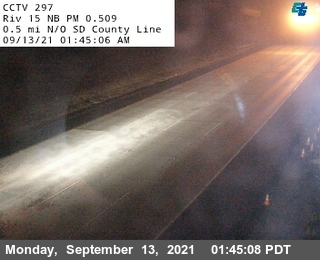 CCTV 297
Riv 15 NB PM 0.509
0.5 mi N/O SD County Line
09/13/21 01:45:06 AM
Monday, September 13, 2021 01:45:08 PDT